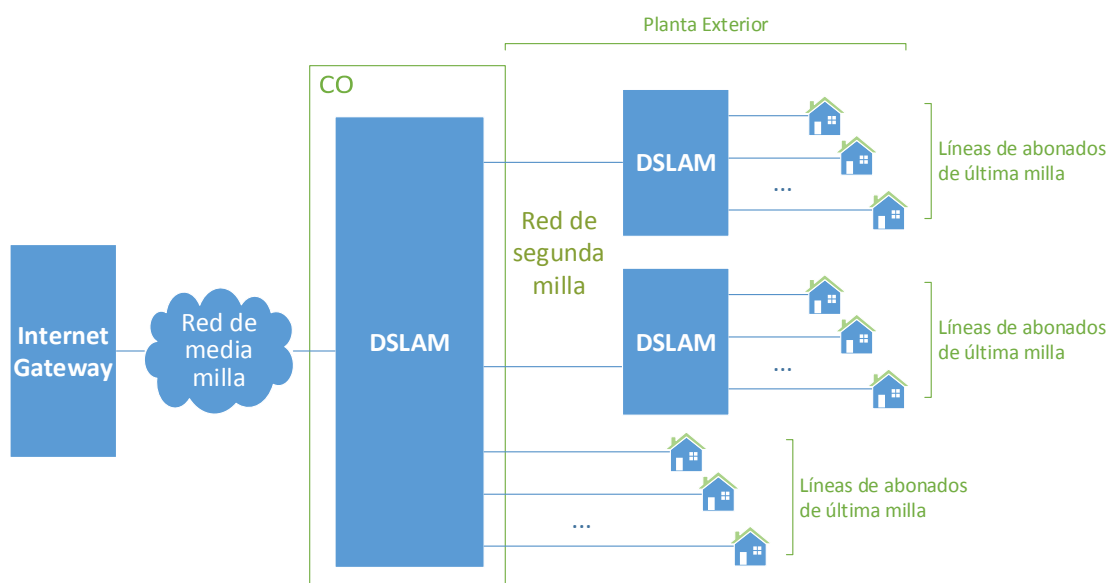 Planta Exterior
CO
DSLAM
Líneas de abonados
de última milla
...
Red de
segunda
milla
Internet
Gateway
Red de
media
milla
DSLAM
DSLAM
Líneas de abonados
de última milla
...
Líneas de abonados
de última milla
...